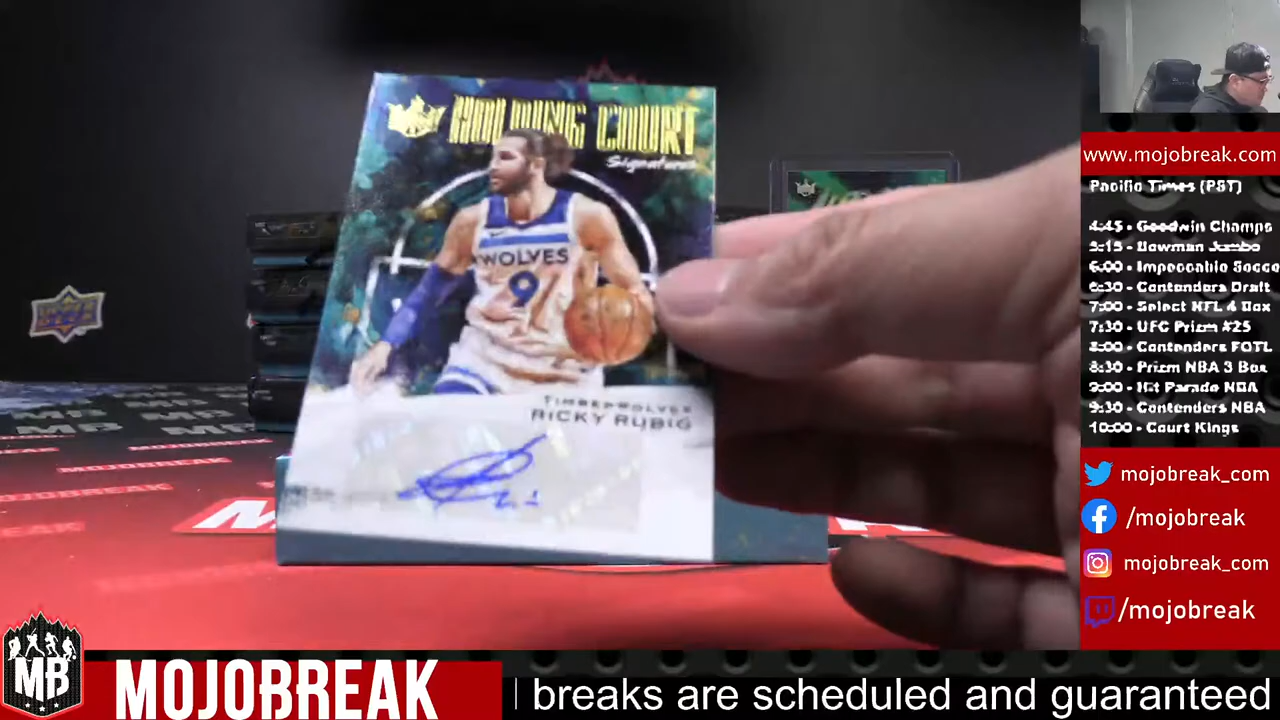 HOLDING COURT
Signatures
WOLVES
9
TIMBERWOLVES
RICKY RUBIO
www.mojobreak.com
Pacific Times (PST)
4:45 - Goodwin Champs
5:15 - Bowman Jumbo
6:00 - Impeccable Socce
6:30 - Contenders Draft
7:00 - Select NFL 4 Box
7:30 - UFC Prizm #25
8:00 - Contenders FOTL
8:30 - Prizm NBA 3 Box
9:00 - Hit Parade NBA
9:30 - Contenders NBA
10:00 - Court Kings
mojobreak_com
/mojobreak
mojobreak_com
/mojobreak
MB
MOJOBREAK
breaks are scheduled and guaranteed